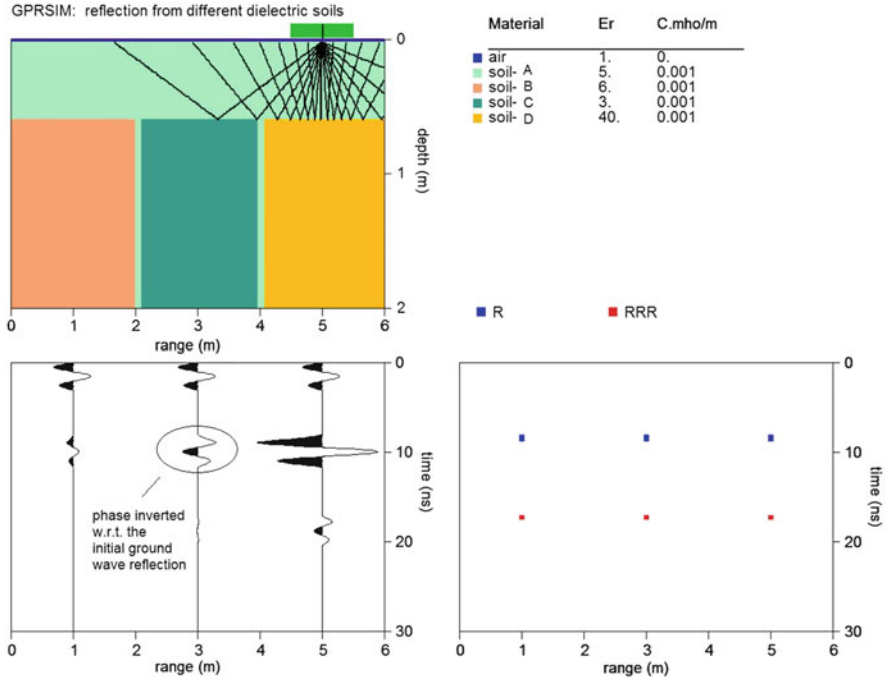 GPRSIM: reflection from different dielectric soils
0
1
2
depth (m)
0 1 2 3 4 5 6
range (m)
Material Er C.mho/m
air 1. 0.
soil- A 5. 0.001
soil- B 6. 0.001
soil- C 3. 0.001
soil- D 40. 0.001
R RRR
0
10
20
30
time (ns)
phase inverted
w.r.t. the
initial ground
wave reflection
0 1 2 3 4 5 6
range (m)
0
10
20
30
time (ns)
0 1 2 3 4 5 6
range (m)